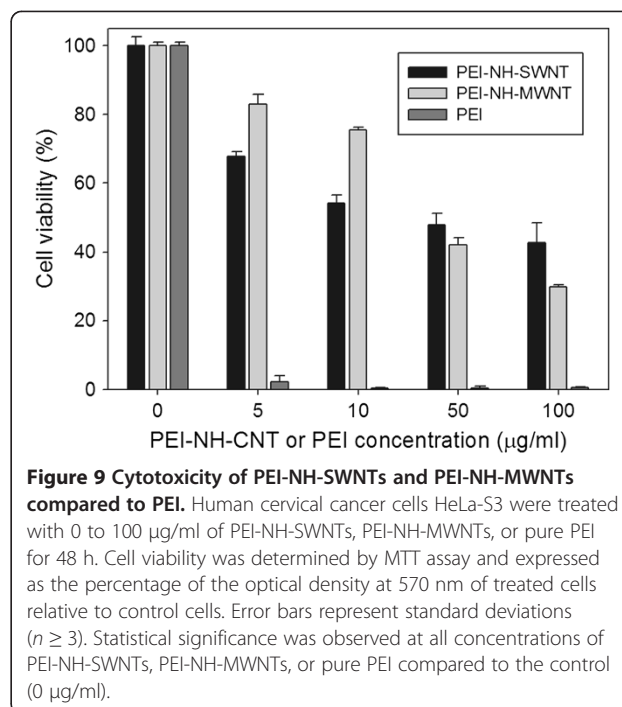 100
80
60
40
20
0
Cell viability (%)
PEI-NH-SWNT
PEI-NH-MWNT
PEI
0 5 10 50 100
PEI-NH-CNT or PEI concentration (µg/ml)
Figure 9 Cytotoxicity of PEI-NH-SWNTs and PEI-NH-MWNTs
compared to PEI. Human cervical cancer cells HeLa-S3 were treated
with 0 to 100 µg/ml of PEI-NH-SWNTs, PEI-NH-MWNTs, or pure PEI
for 48 h. Cell viability was determined by MTT assay and expressed
as the percentage of the optical density at 570 nm of treated cells
relative to control cells. Error bars represent standard deviations
(n ≥ 3). Statistical significance was observed at all concentrations of
PEI-NH-SWNTs, PEI-NH-MWNTs, or pure PEI compared to the control
(0 µg/ml).